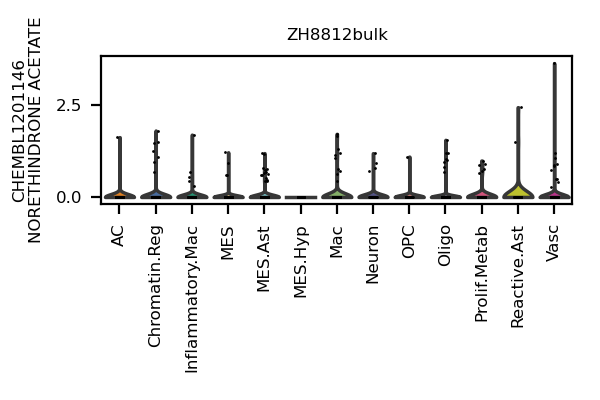 ZH8812bulk
CHEMBL1201146
NORETHINDRONE ACETATE
2.5
0.0
AC
Chromatin.Reg
Inflammatory.Mac
MES
MES.Ast
MES.Hyp
Mac
Neuron
OPC
Oligo
Prolif.Metab
Reactive.Ast
Vasc